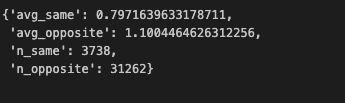 {'avg_same': 0.7971639633178711,
 'avg_opposite': 1.1004464626312256,
 'n_same': 3738,
 'n_opposite': 31262}